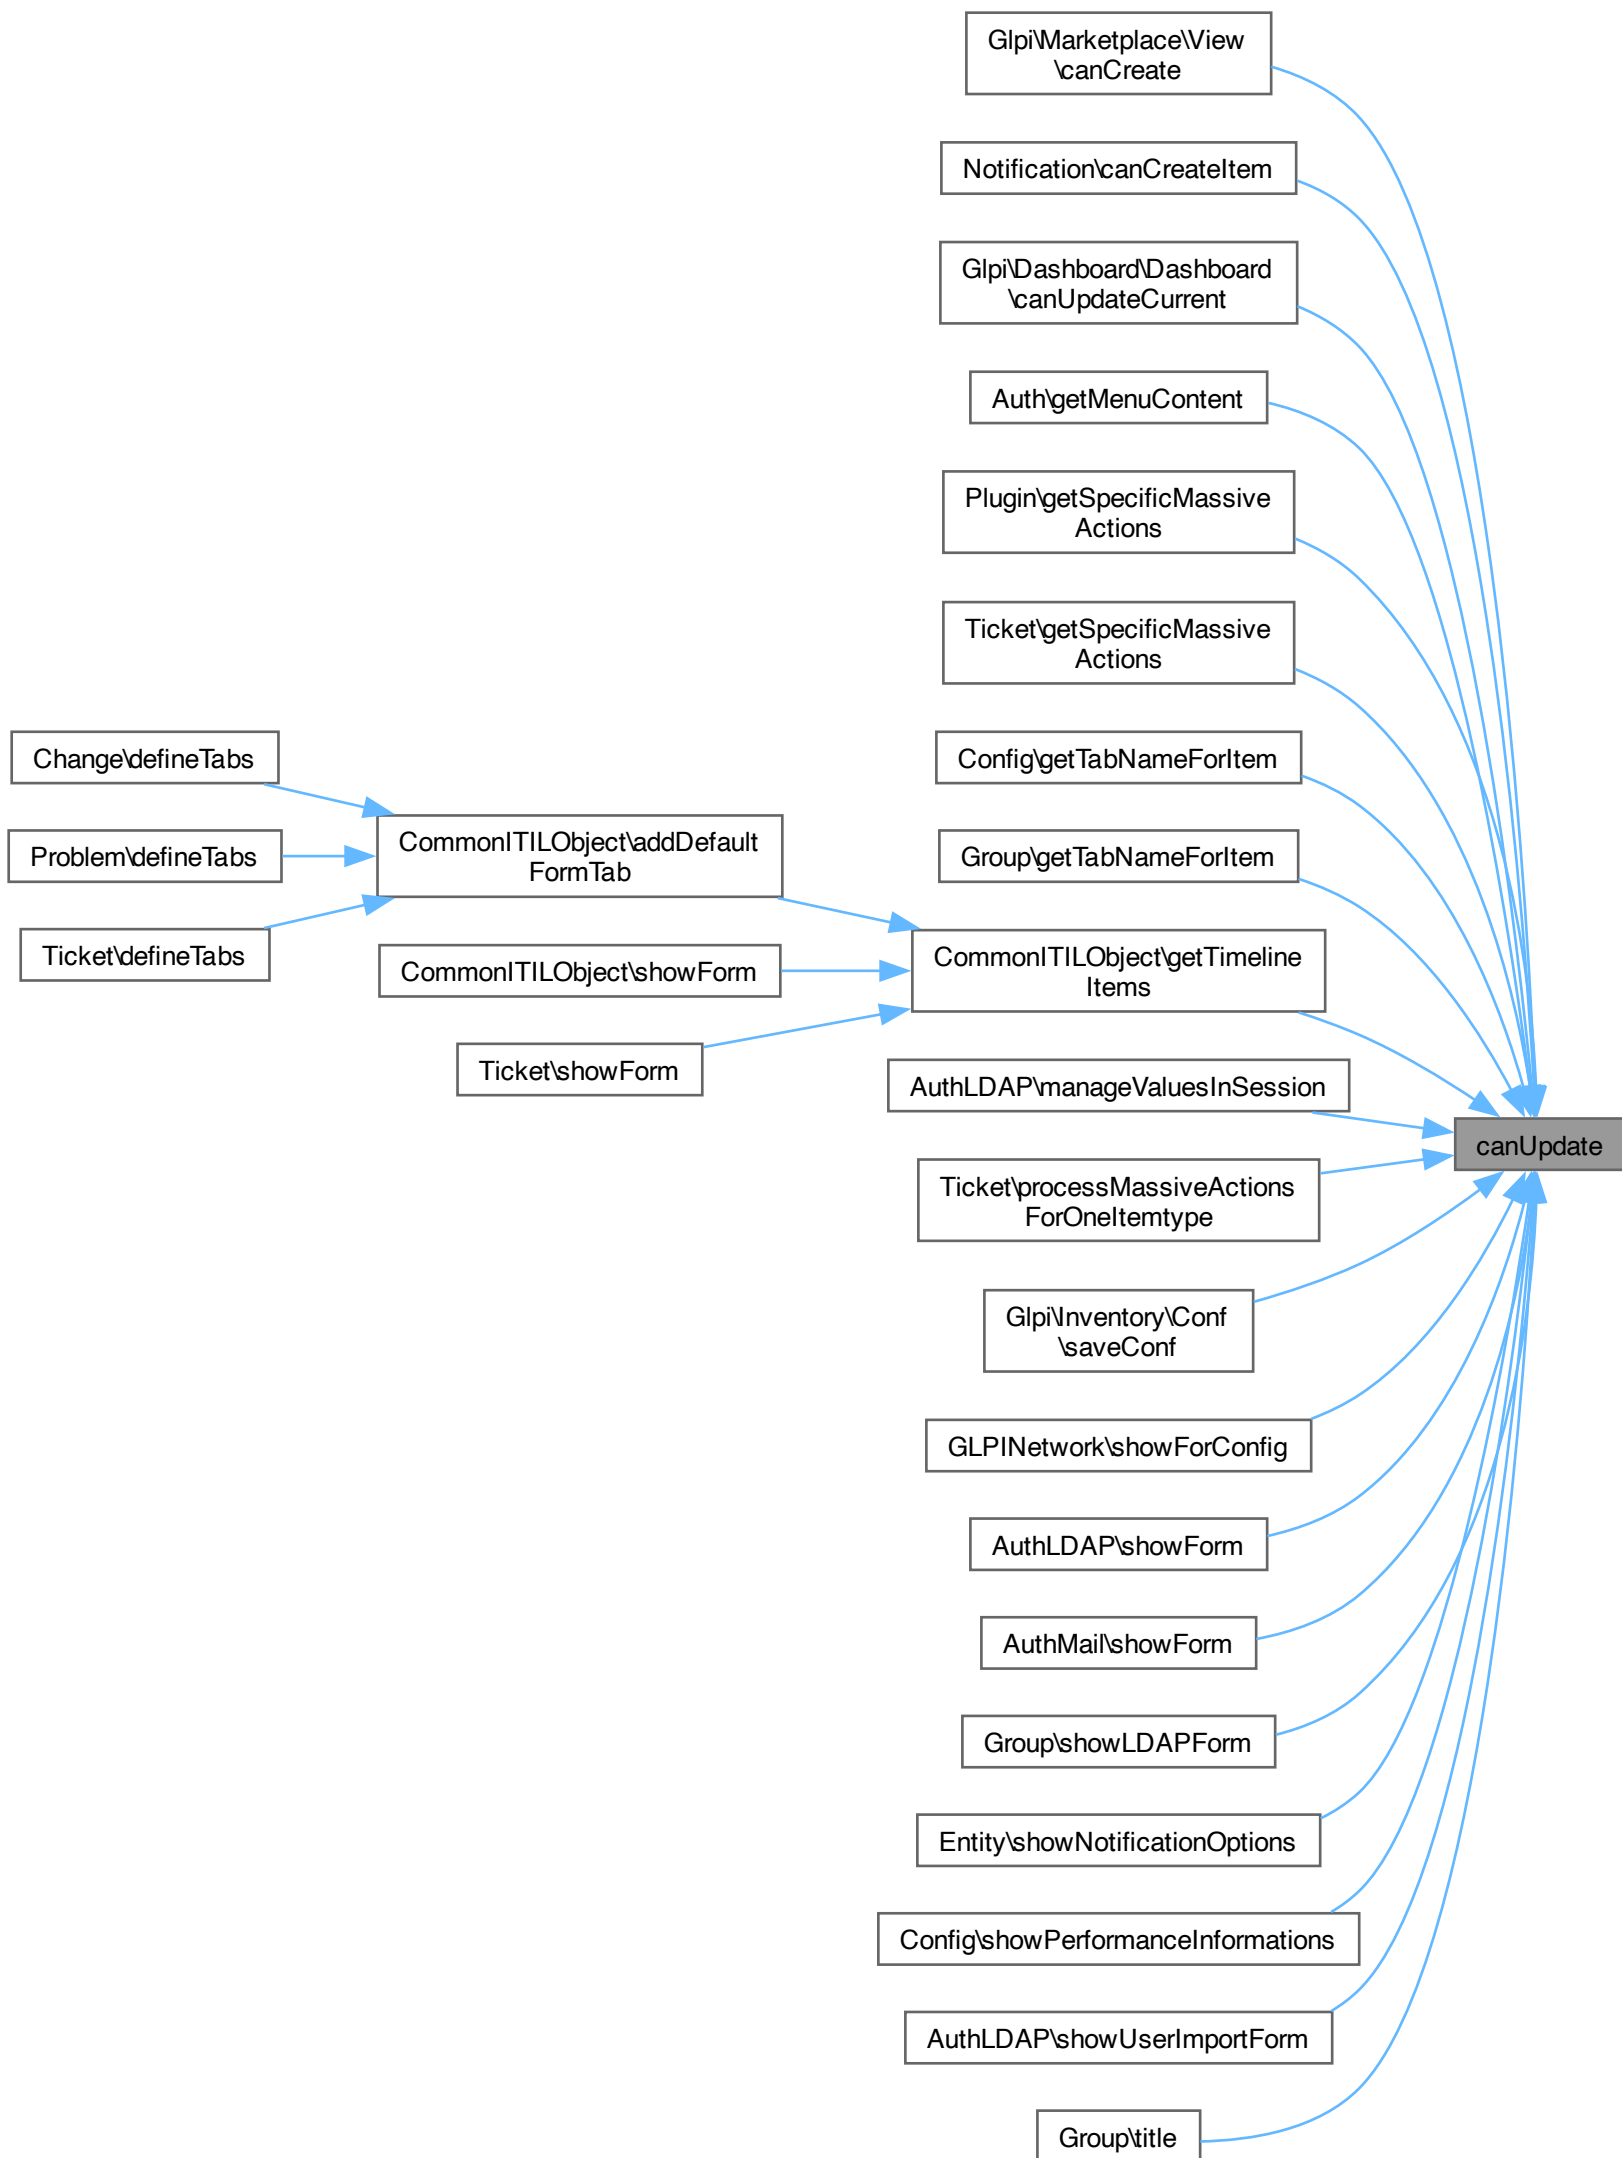 Glpi\Marketplace\View
\canCreate
Notification\canCreateItem
Glpi\Dashboard\Dashboard
\canUpdateCurrent
Auth\getMenuContent
Plugin\getSpecificMassive
Actions
Ticket\getSpecificMassive
Actions
Change\defineTabs
Problem\defineTabs
Ticket\defineTabs
CommonITILObject\addDefault
FormTab
CommonITILObject\showForm
Ticket\showForm
Config\getTabNameForItem
Group\getTabNameForItem
CommonITILObject\getTimeline
Items
AuthLDAP\manageValuesInSession
canUpdate
Ticket\processMassiveActions
ForOneItemtype
Glpi\Inventory\Conf
\saveConf
GLPINetwork\showForConfig
AuthLDAP\showForm
AuthMail\showForm
Group\showLDAPForm
Entity\showNotificationOptions
Config\showPerformanceInformations
AuthLDAP\showUserImportForm
Group\title